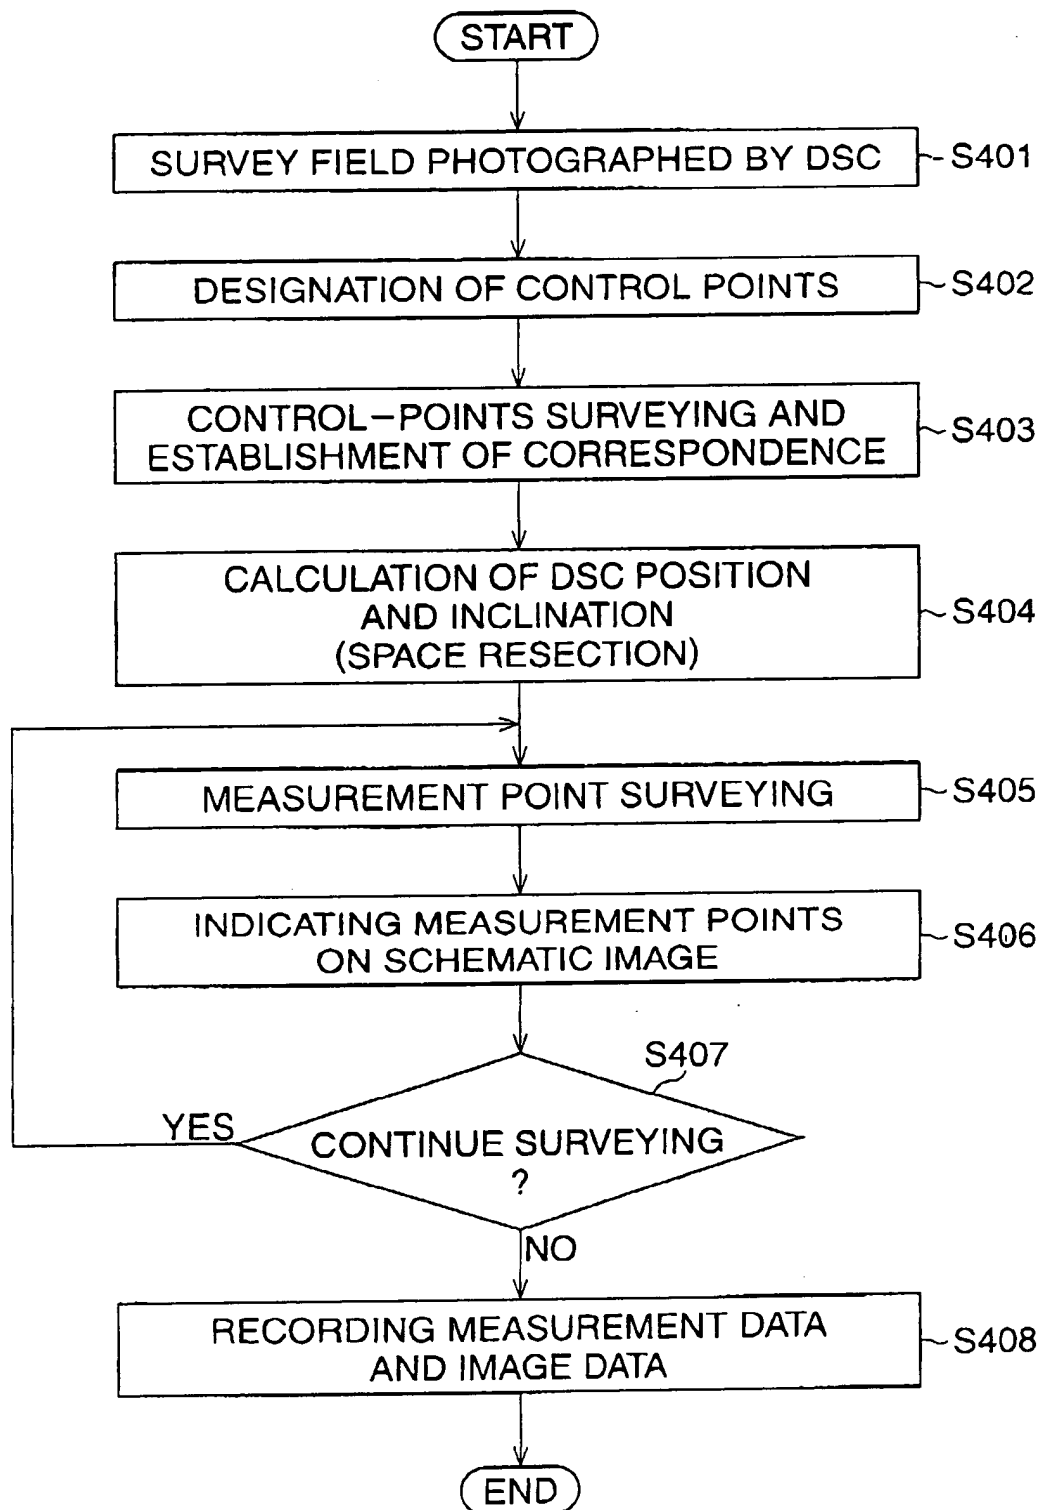 START
SURVEY FIELD PHOTOGRAPHED BY DSC
S401
DESIGNATION OF CONTROL POINTS
S402
CONTROL-POINTS SURVEYING AND
ESTABLISHMENT OF CORRESPONDENCE
S403
CALCULATION OF DSC POSITION
AND INCLINATION
(SPACE RESECTION)
S404
MEASUREMENT POINT SURVEYING
S405
INDICATING MEASUREMENT POINTS
ON SCHEMATIC IMAGE
S406
S407
YES
CONTINUE SURVEYING
?
NO
RECORDING MEASUREMENT DATA
AND IMAGE DATA
S408
END